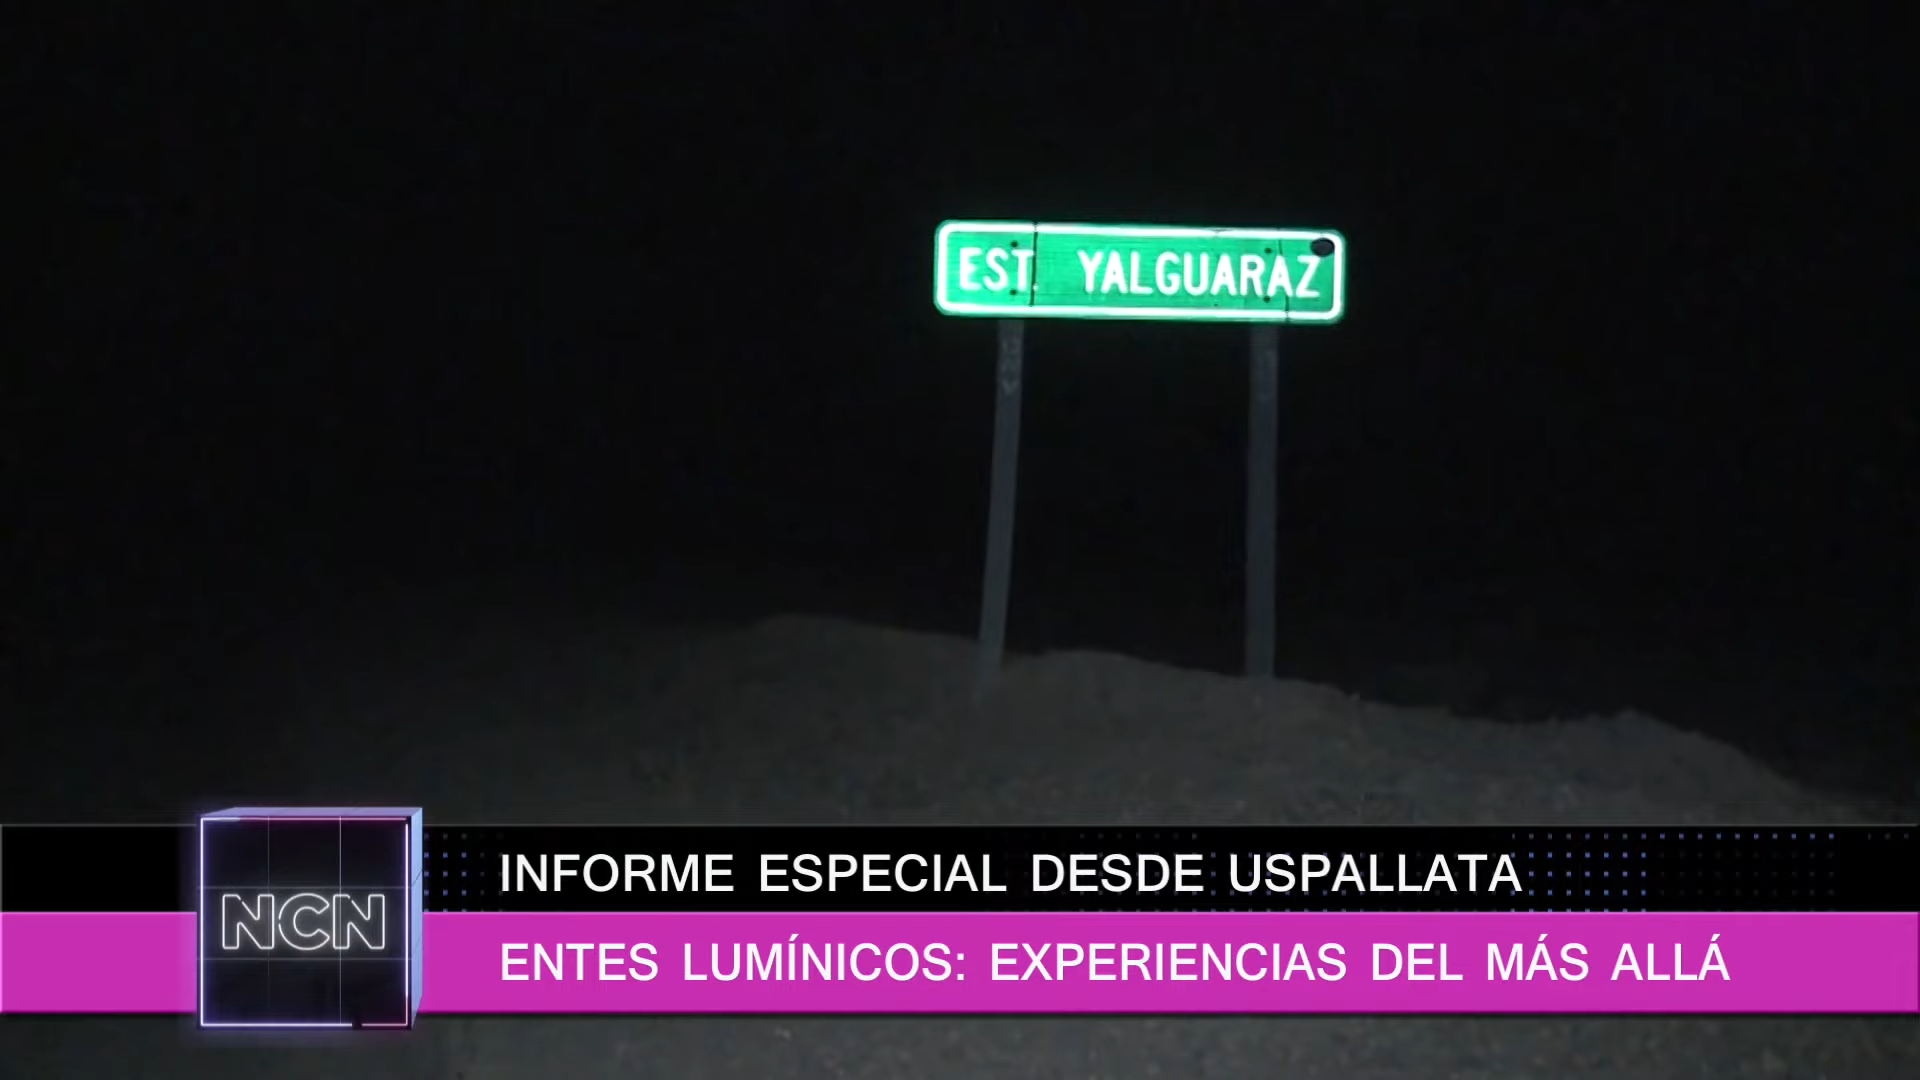 EST. YALGUARAZ
INFORME ESPECIAL DESDE USPALLATA
NCN
ENTES LUMÍNICOS: EXPERIENCIAS DEL MÁS ALLÁ